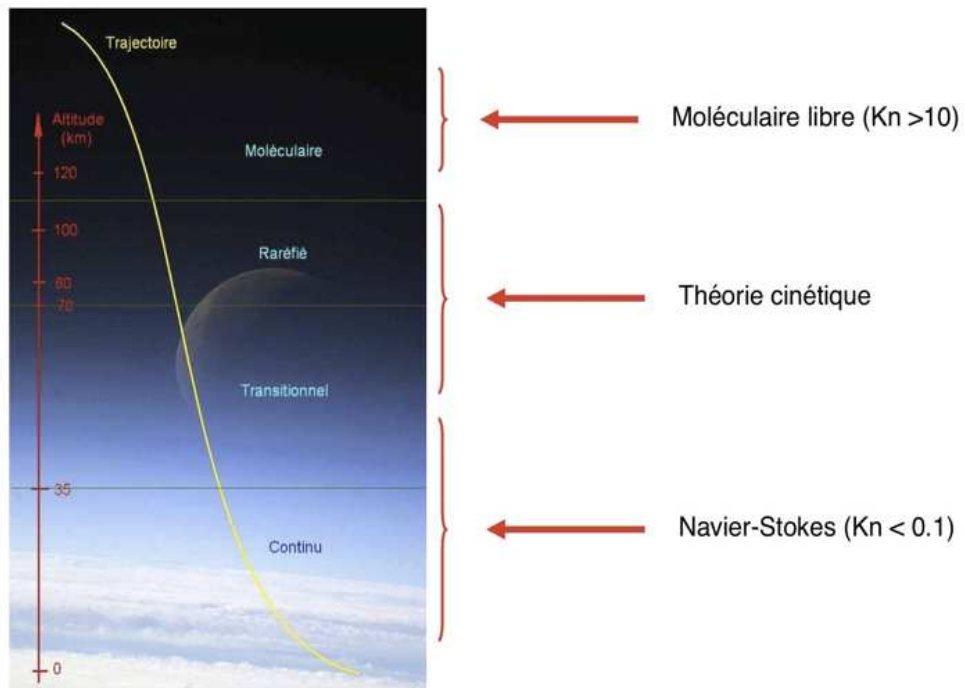 Trajectoire
Altitude
(km)
Moléculaire
120
100
Raréfié
80
70
Transitionnel
35
Continu
0
Moléculaire libre (Kn >10)
Théorie cinétique
Navier-Stokes (Kn < 0.1)